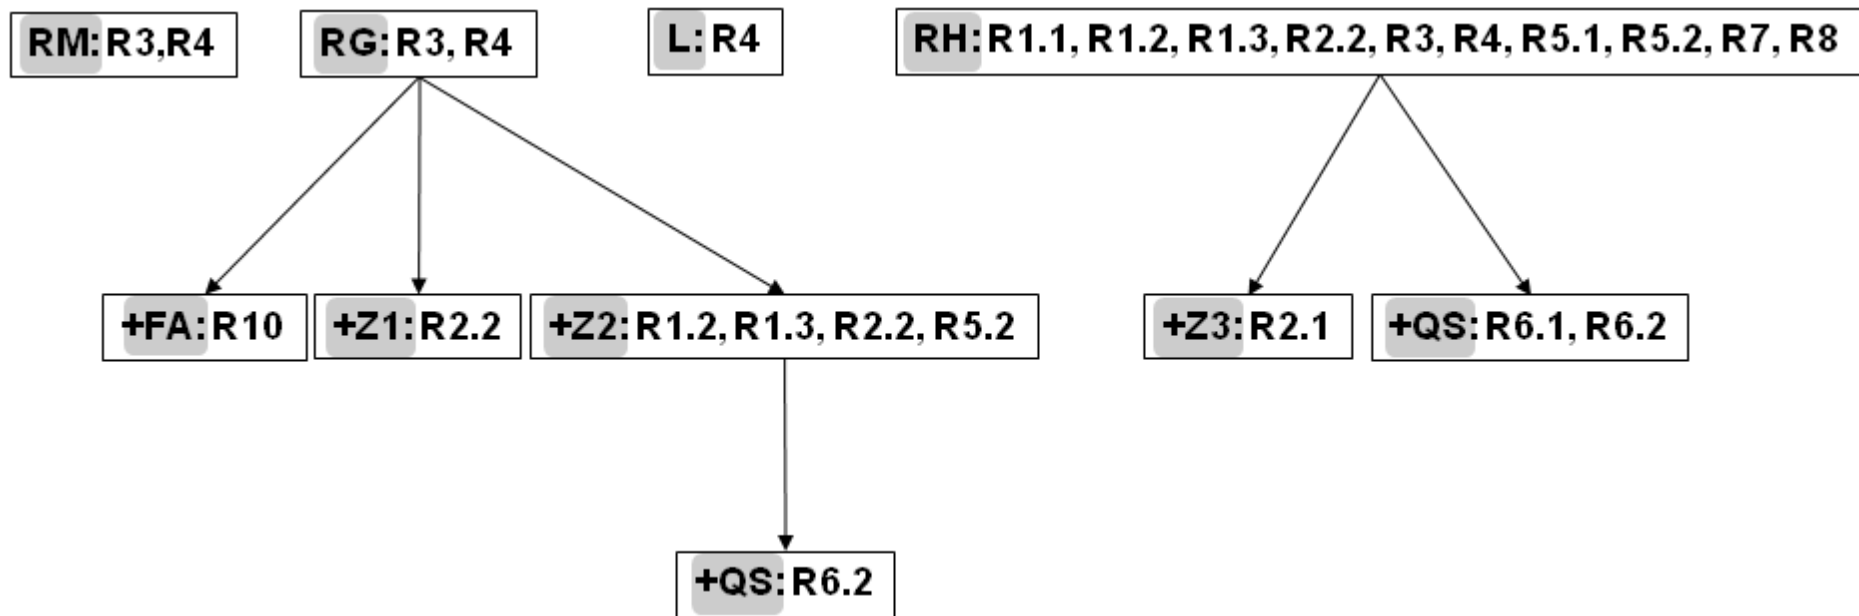 RM:R3,R4
RG:R3, R4
L:R4
RH:R1.1, R1.2, R1.3, R2.2, R3, R4, R5.1, R5.2, R7, R8
+FA:R10
+Z1:R2.2
+Z2:R1.2, R1.3, R2.2, R5.2
+Z3:R2.1
+QS:R6.1, R6.2
+QS:R6.2